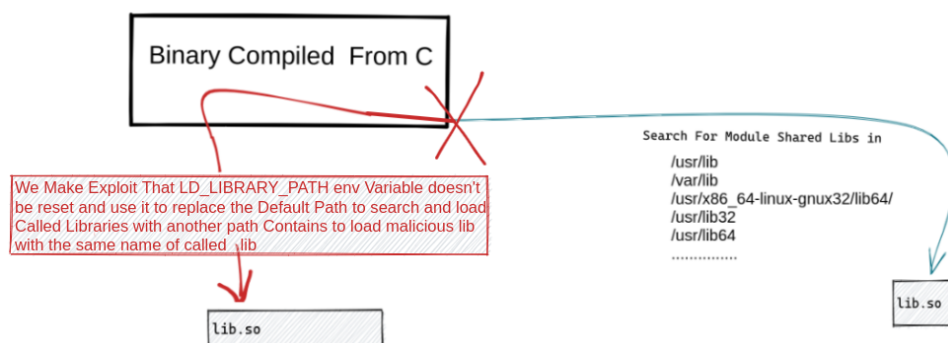 Binary Compiled From C
Search For Module Shared Libs in
/usr/lib
/var/lib
/usr/x86_64-linux-gnux32/lib64/
/usr/lib32
/usr/lib64
...............
We Make Exploit That LD_LIBRARY_PATH env Variable doesn't
be reset and use it to replace the Default Path to search and load
Called Libraries with another path Contains to load malicious lib
with the same name of called lib
lib.so
lib.so